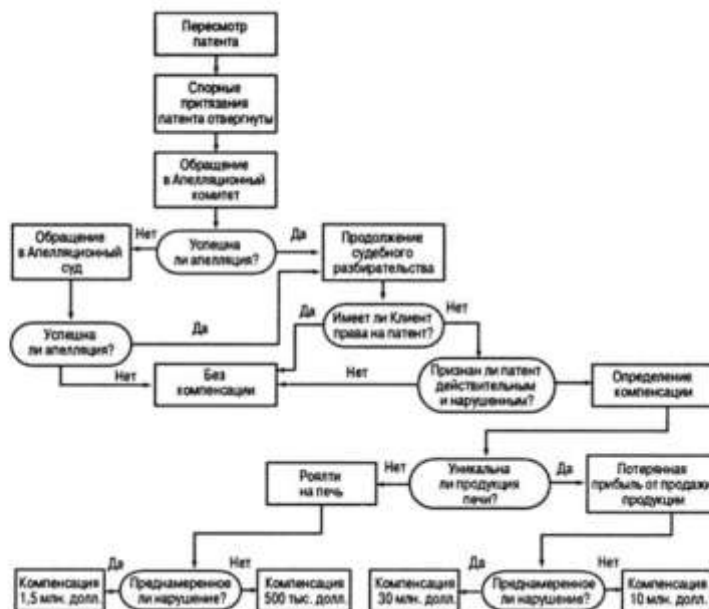 Пересмотр
патента
Спорные
притязания
патента отвергнуты
Обращение
в Апелляционный
комитет
Обращение
в Апелляционный
суд
Нет
Успешна
ли апелляция?
Да
Продолжение
судебного
разбирательства
Успешна
ли апелляция?
Да
Да
Имеет ли Клиент
права на патент?
Нет
Нет
Без
компенсации
Нет
Признан ли патент
действительным
и нарушенным?
Определение
компенсации
Роялти
на печь
Нет
Уникальна
ли продукция
печи?
Да
Потерянная
прибыль от продажи
продукции
Компенсация
1,5 млн. долл.
Да
Преднамеренное
ли нарушение?
Нет
Компенсация
500 тыс. долл.
Компенсация
30 млн. долл.
Да
Преднамеренное
ли нарушение?
Нет
Компенсация
10 млн. долл.